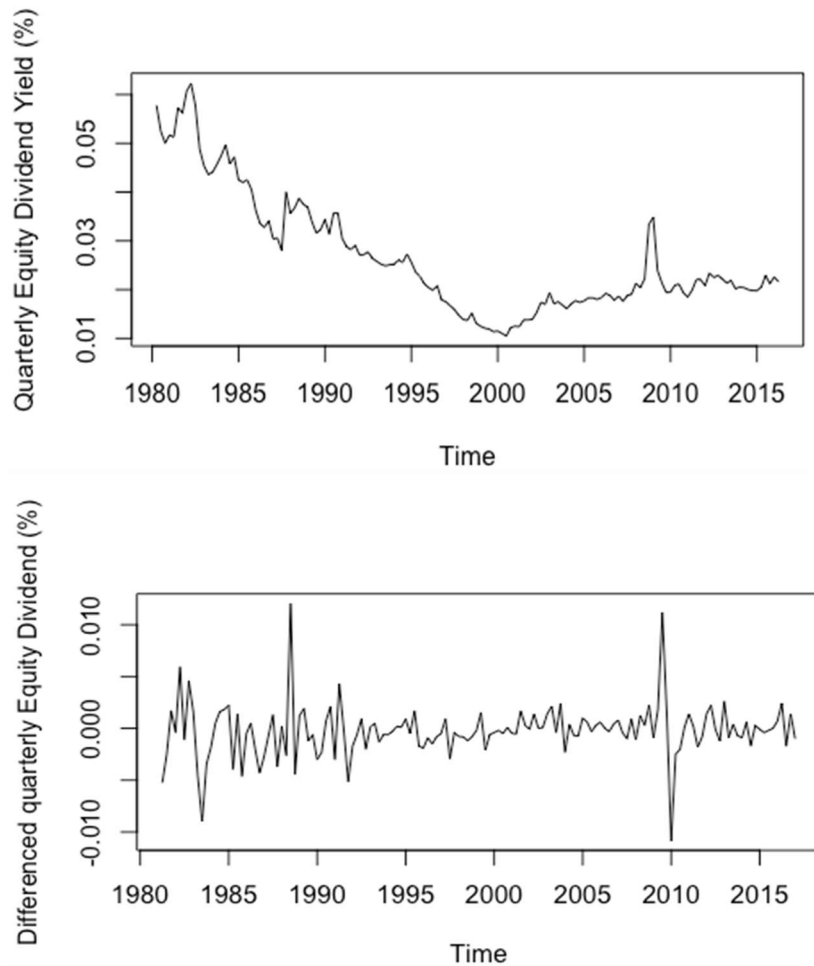 Quarterly Equity Dividend Yield (%)
0.05
0.03
0.01
1980 1985 1990 1995 2000 2005 2010 2015
Time
Differenced quarterly Equity Dividend (%)
0.010
0.000
-0.010
1980 1985 1990 1995 2000 2005 2010 2015
Time